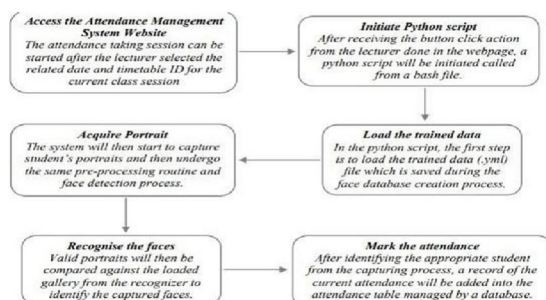 Access the Attendance Management
System Website
The attendance taking session can be
started after the lecturer selected the
related date and timetable ID for the
current class session
Initiate Python script
After receiving the button click action
from the lecturer done in the webpage, a
python script will be initiated called
from a bash file.
Load the trained data
In the python script, the first step
is to load the trained data (.yml)
file which is saved during the
face database creation process.
Acquire Portrait
The system will then start to capture
student's portraits and then undergo
the same pre-processing routine and
face detection process.
Recognise the faces
Valid portraits will then be
compared against the loaded
gallery from the recognizer to
identify the captured faces.
Mark the attendance
After identifying the appropriate student
from the capturing process, a record of the
current attendance will be added into the
attendance table managed by a database.